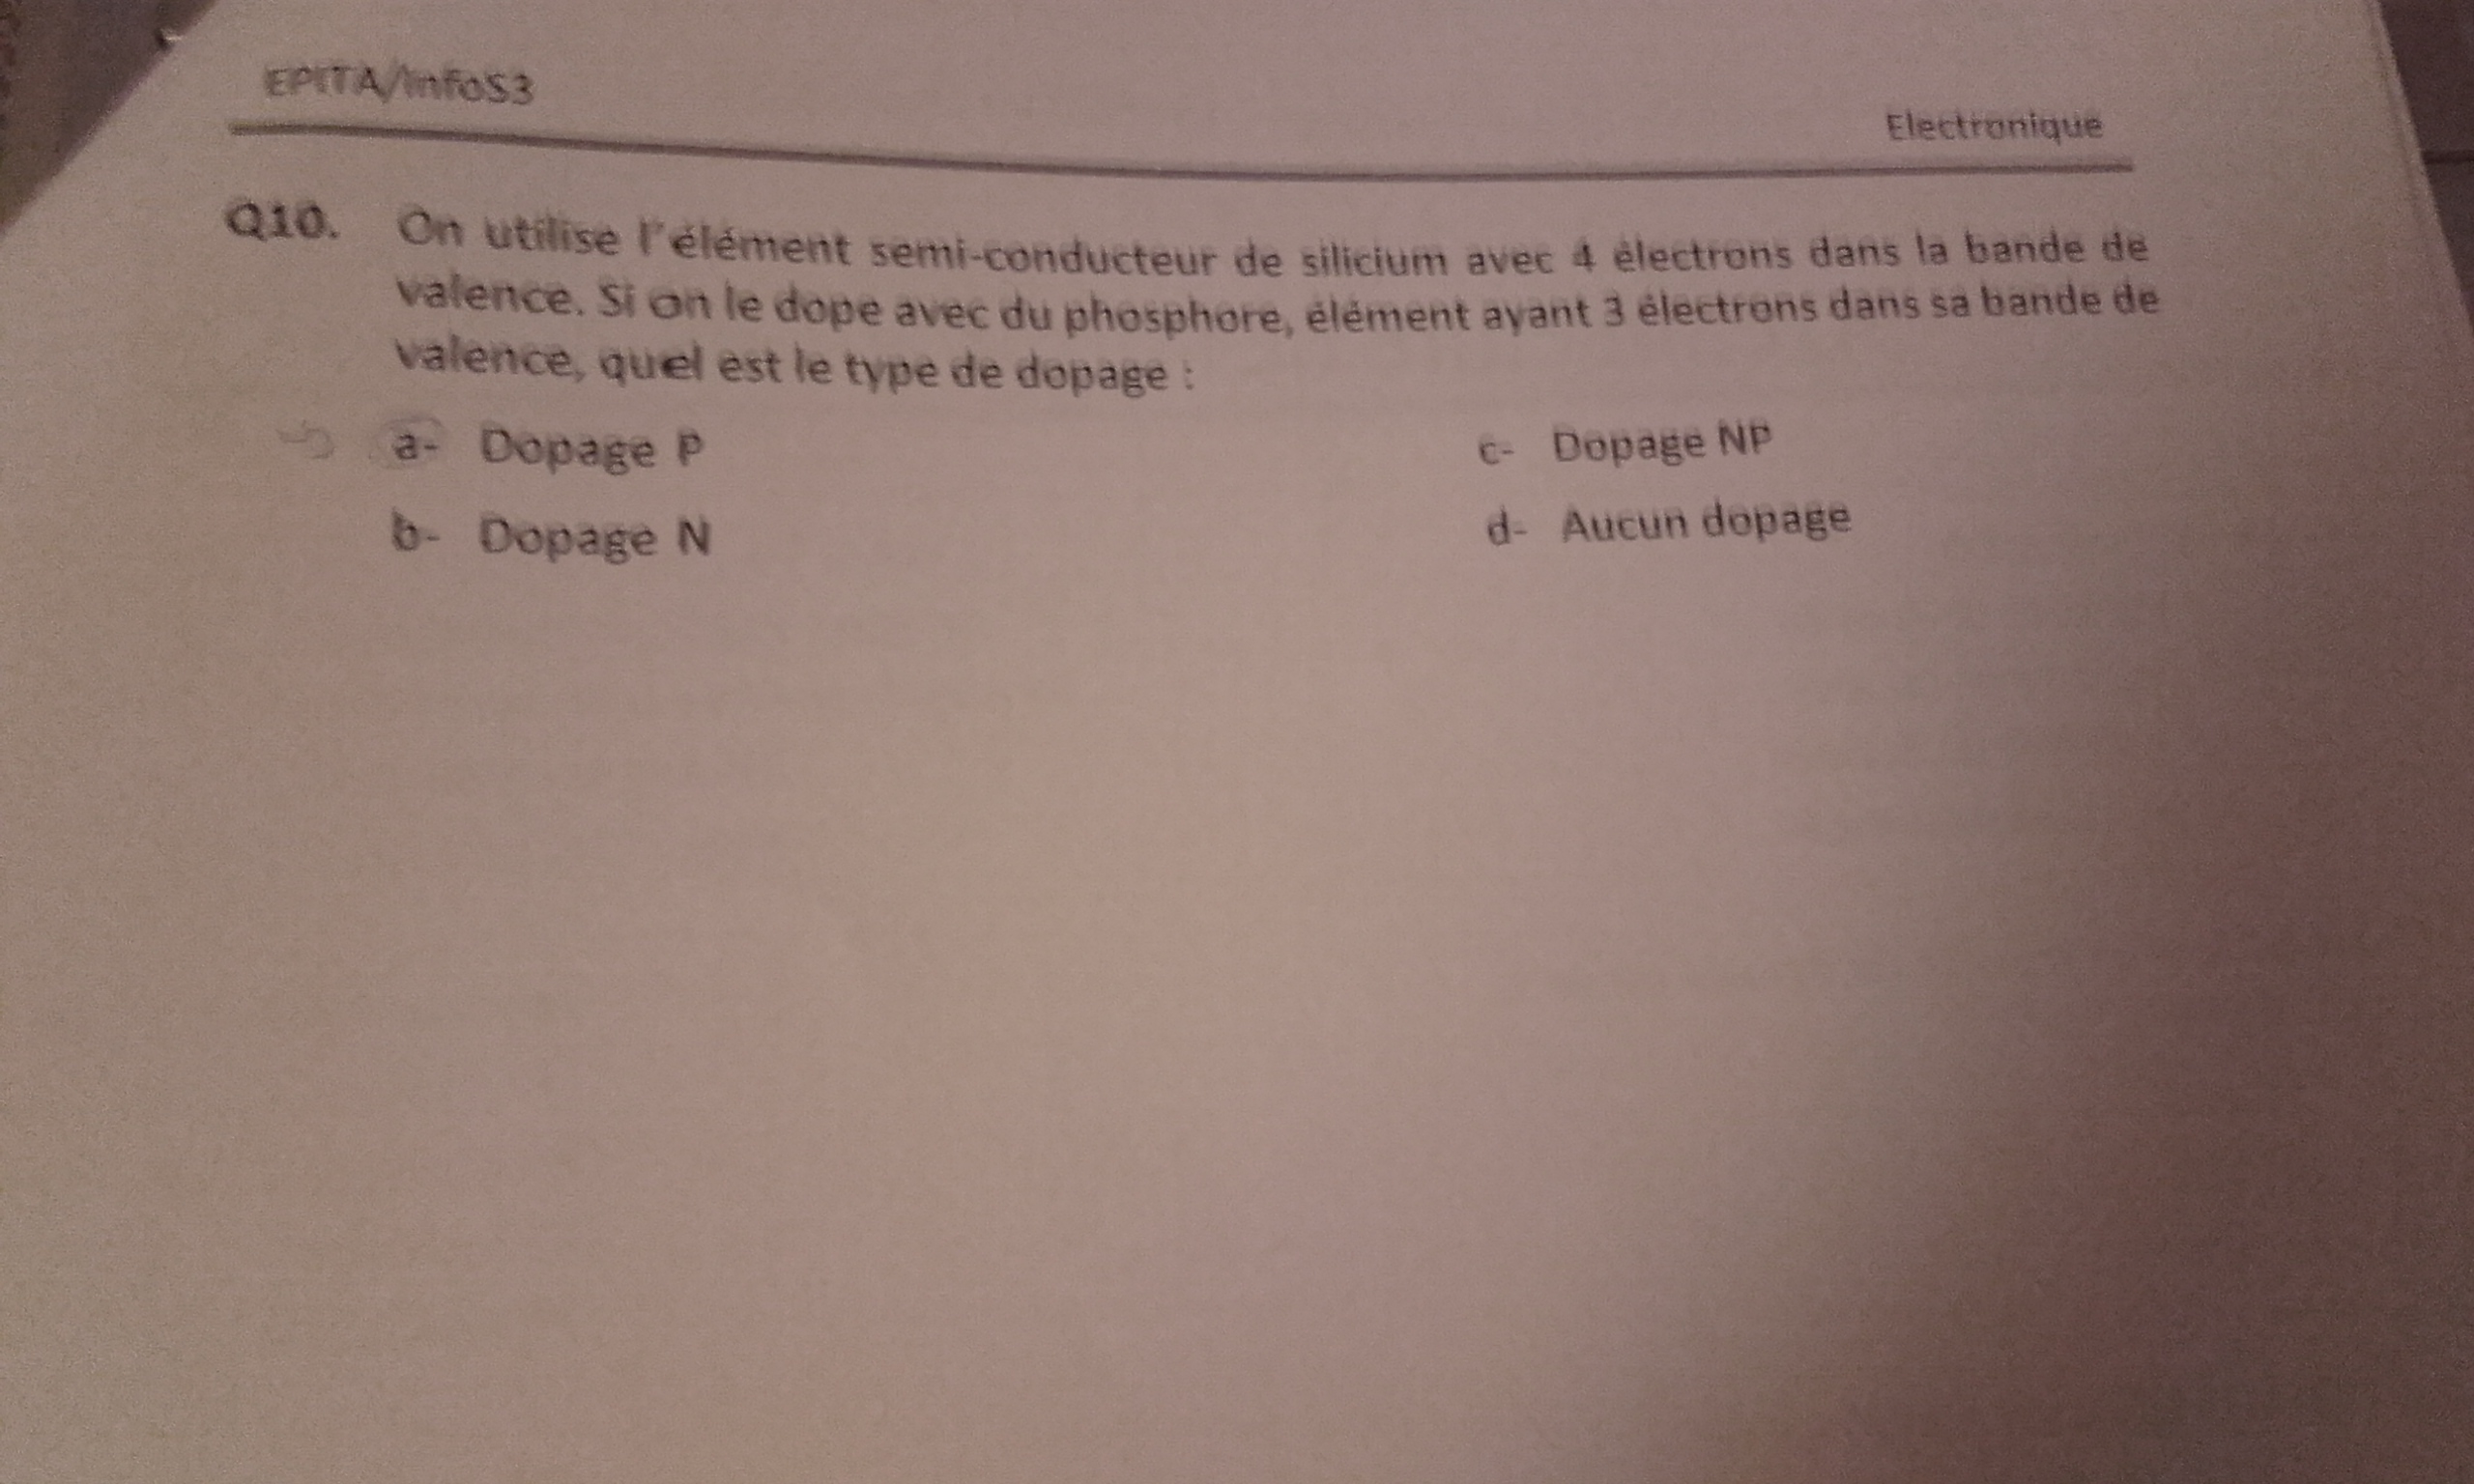 EPITA/InfoS3
Electronique
Q10. On utilise l'élément semi-conducteur de silicium avec 4 électrons dans la bande de
valence. Si on le dope avec du phosphore, élément ayant 3 électrons dans sa bande de
valence, quel est le type de dopage :
a- Dopage P
c- Dopage NP
b- Dopage N
d- Aucun dopage